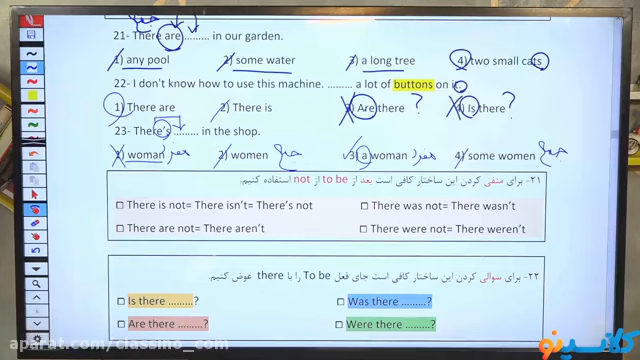 جمع
21- There are ......... in our garden.
1) any pool 2) some water 3) a long tree 4) two small cats
22- I don't know how to use this machine. ......... a lot of buttons on it.
1) There are 2) There is 3) Are there ? 4) Is there ?
23- There's ......... in the shop.
1) woman مفرد 2) women جمع 3) a woman مفرد 4) some women جمع
۲۱- برای منفی کردن این ساختار کافی است بعد از to be از not استفاده کنیم.
There is not= There isn't= There's not There was not= There wasn't
There are not= There aren't There were not= There weren't
۲۲- برای سوالی کردن این ساختار کافی است جای فعل To be را با there عوض کنیم.
Is there .........? Was there .........?
Are there .........? Were there .........?
aparat.com/classino_com
کلاسینو